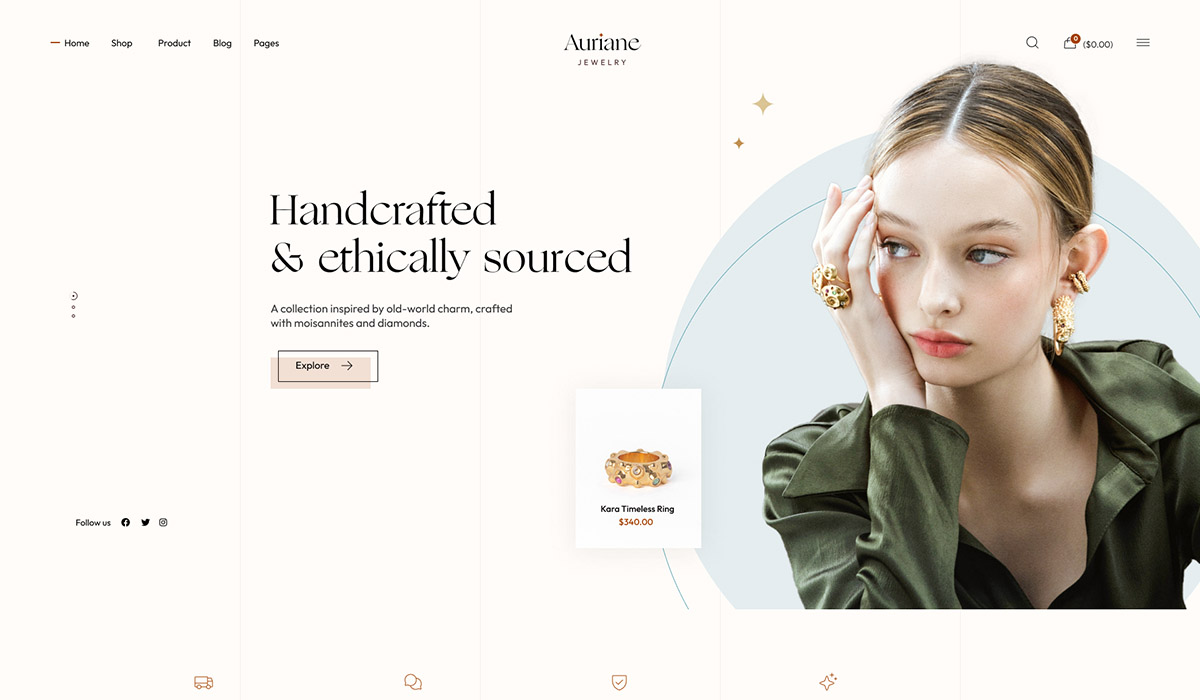 Home Shop Product Blog Pages
Auriane
JEWELRY
0
($0.00)
Handcrafted
& ethically sourced
A collection inspired by old-world charm, crafted
with moisannites and diamonds.
Explore
Kara Timeless Ring
$340.00
Follow us